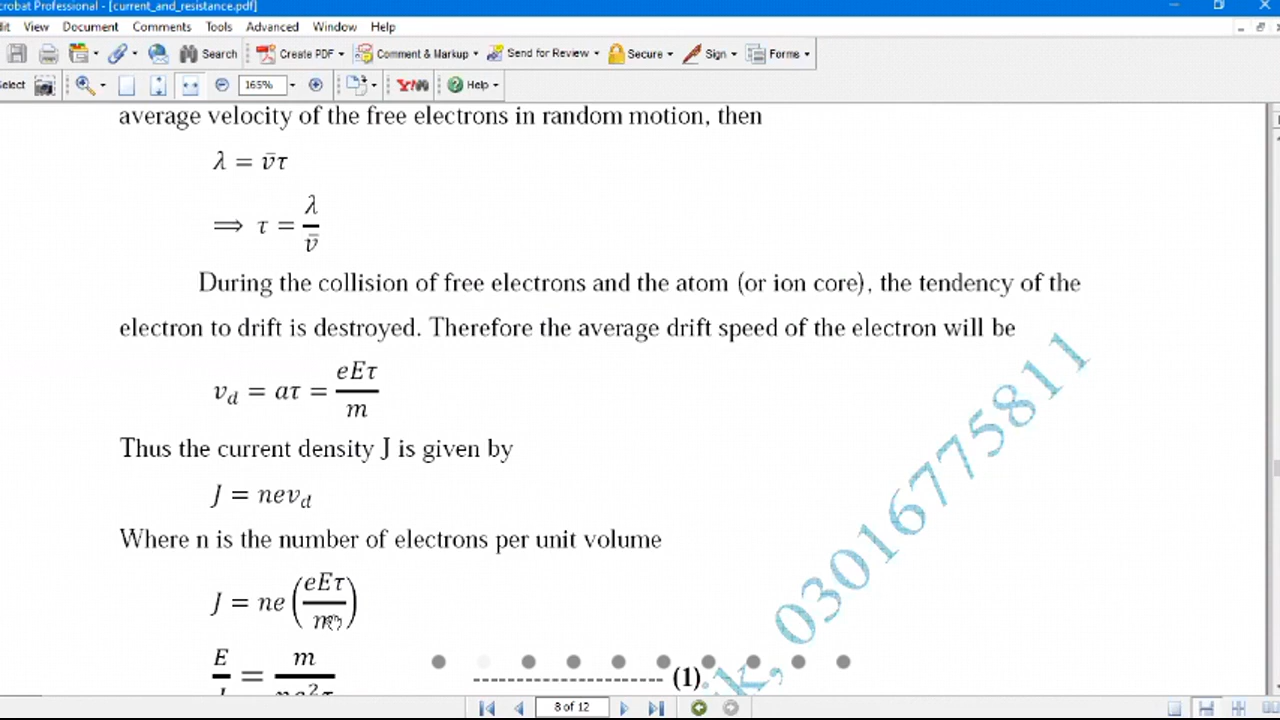 crobat Professional - [current_and_resistance.pdf]
dit View Document Comments Tools Advanced Window Help
Search Create PDF Comment & Markup Send for Review Secure Sign Forms
Select 165% Y! Help
average velocity of the free electrons in random motion, then
λ = v̄τ
⟹ τ = λ / v̄
During the collision of free electrons and the atom (or ion core), the tendency of the
electron to drift is destroyed. Therefore the average drift speed of the electron will be
v_d = aτ = eEτ / m
Thus the current density J is given by
J = nev_d
Where n is the number of electrons per unit volume
J = ne (eEτ / m)
E / J = m / ne²τ --------------------- (1)
ik, 03016775811
8 of 12